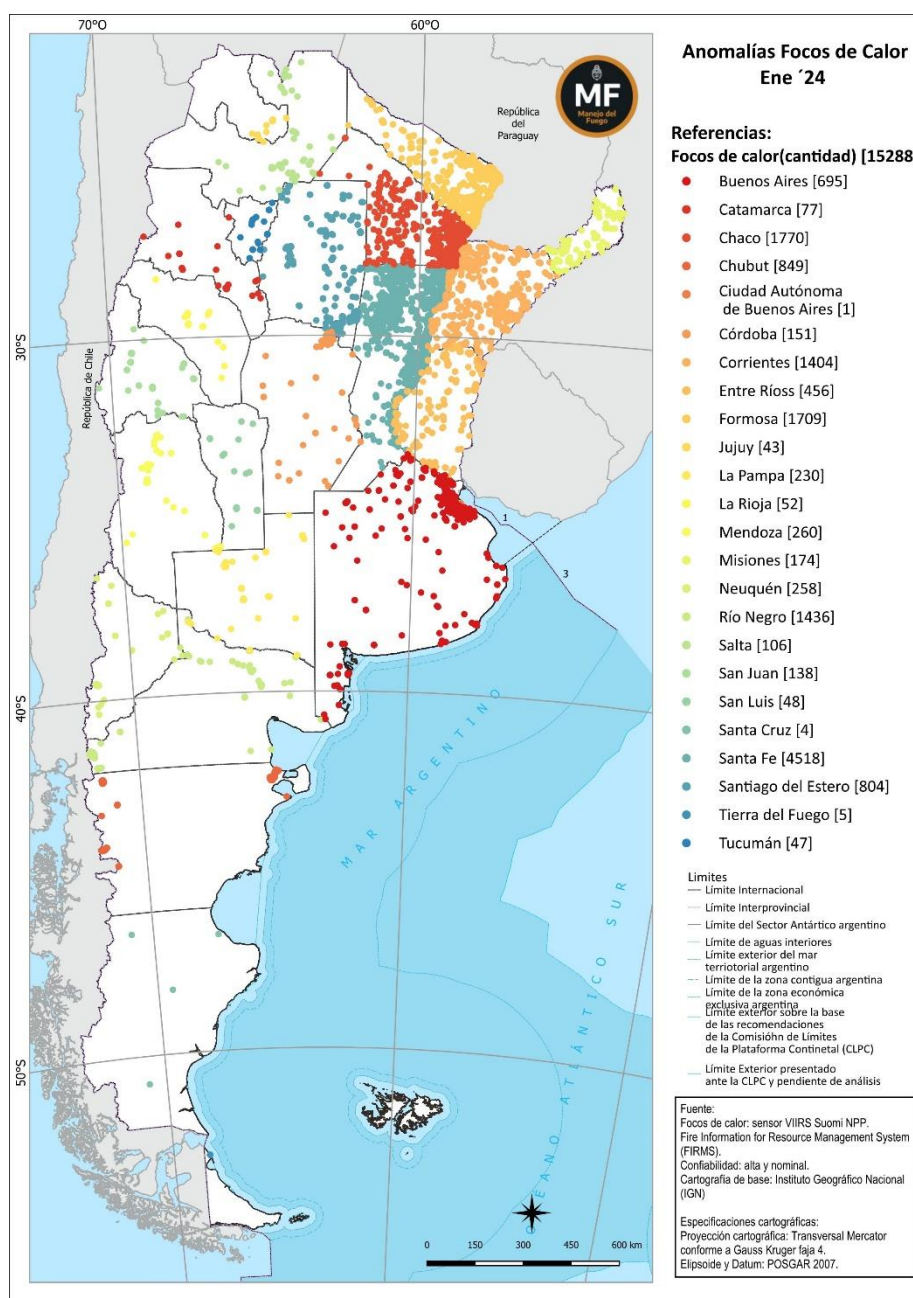 70°O
60°O
MF
Manejo del
Fuego
República
del
Paraguay
30°S
República de Chile
1
3
40°S
MAR ARGENTINO
OCEANO ATLÁNTICO SUR
50°S
0 150 300 450 600 km
Anomalías Focos de Calor
Ene ´24
Referencias:
Focos de calor(cantidad) [15288
Buenos Aires [695]
Catamarca [77]
Chaco [1770]
Chubut [849]
Ciudad Autónoma
de Buenos Aires [1]
Córdoba [151]
Corrientes [1404]
Entre Ríoss [456]
Formosa [1709]
Jujuy [43]
La Pampa [230]
La Rioja [52]
Mendoza [260]
Misiones [174]
Neuquén [258]
Río Negro [1436]
Salta [106]
San Juan [138]
San Luis [48]
Santa Cruz [4]
Santa Fe [4518]
Santiago del Estero [804]
Tierra del Fuego [5]
Tucumán [47]
Limites
Límite Internacional
Límite Interprovincial
Límite del Sector Antártico argentino
Límite de aguas interiores
Límite exterior del mar
terriotorial argentino
Límite de la zona contigua argentina
Límite de la zona económica
exclusiva argentina
Límite exterior sobre la base
de las recomendaciones
de la Comisióhn de Límites
de la Plataforma Continetal (CLPC)
Límite Exterior presentado
ante la CLPC y pendiente de análisis
Fuente:
Focos de calor: sensor VIIRS Suomi NPP.
Fire Information for Resource Management System
(FIRMS).
Confiabilidad: alta y nominal.
Cartografía de base: Instituto Geográfico Nacional
(IGN)
Especificaciones cartográficas:
Proyección cartográfica: Transversal Mercator
conforme a Gauss Kruger faja 4.
Elipsoide y Datum: POSGAR 2007.